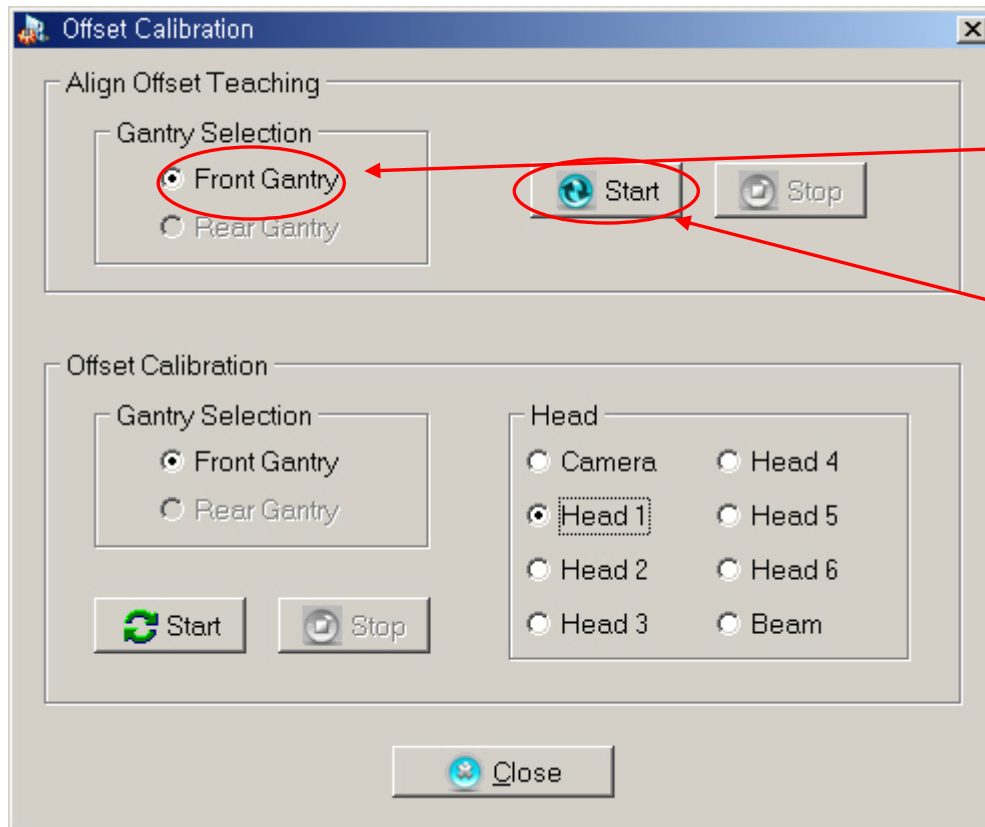 Offset Calibration
Align Offset Teaching
Gantry Selection
Front Gantry
Rear Gantry
Start
Stop
Offset Calibration
Gantry Selection
Front Gantry
Rear Gantry
Start
Stop
Head
Camera
Head 4
Head 1
Head 5
Head 2
Head 6
Head 3
Beam
Close